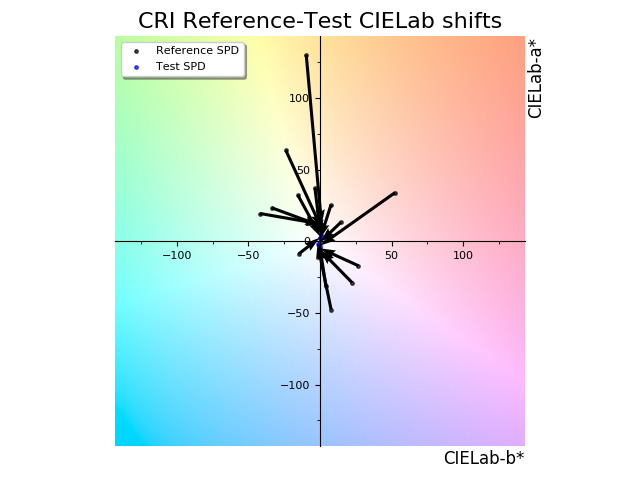 CRI Reference-Test CIELab shifts
Reference SPD
Test SPD
CIELab-a*
100
50
0
−100
−50
50
100
−50
−100
CIELab-b*